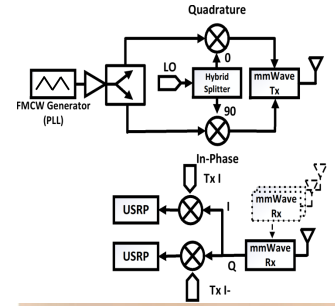 Quadrature
LO
0
Hybrid
Splitter
mmWave
Tx
FMCW Generator
(PLL)
90
In-Phase
Tx I
USRP
I
mmWave
Rx
USRP
Q
mmWave
Rx
Tx I-